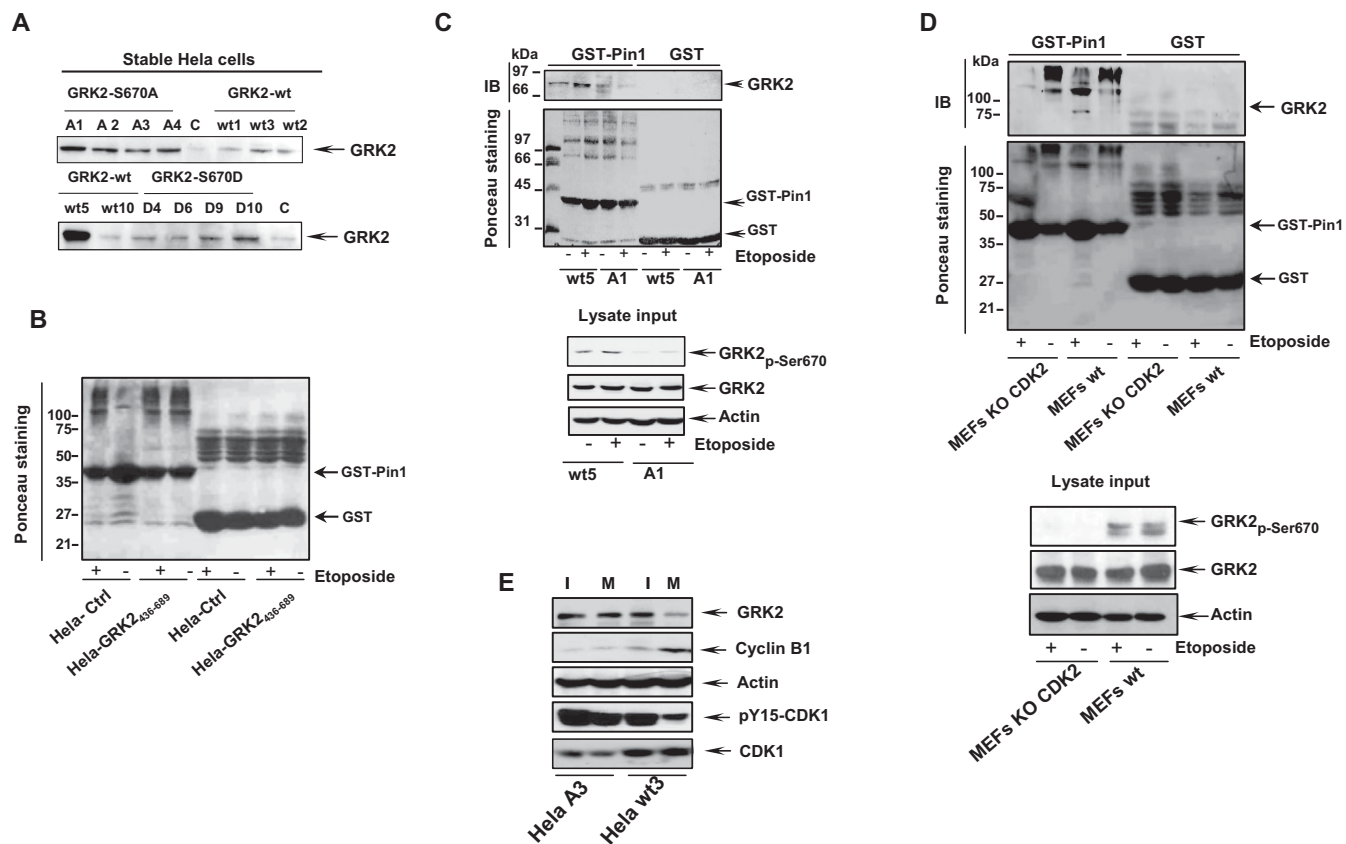 A
Stable Hela cells
GRK2-S670A GRK2-wt
A1 A 2 A3 A4 C wt1 wt3 wt2
GRK2
GRK2-wt GRK2-S670D
wt5 wt10 D4 D6 D9 D10 C
GRK2
B
Ponceau staining
100
75
50
35
27
21
GST-Pin1
GST
+ - + - + - + - Etoposide
Hela-Ctrl
Hela-GRK2436-689
Hela-Ctrl
Hela-GRK2436-689
C
kDa GST-Pin1 GST
IB
97
66
GRK2
Ponceau staining
97
66
45
31
GST-Pin1
GST
- + - + - + - + Etoposide
wt5 A1 wt5 A1
Lysate input
GRK2p-Ser670
GRK2
Actin
Etoposide
- + - +
wt5 A1
D
GST-Pin1 GST
kDa
IB
100
75
GRK2
Ponceau staining
100
75
50
35
27
21
GST-Pin1
GST
+ - + - + - + - Etoposide
MEFs KO CDK2
MEFs wt
MEFs KO CDK2
MEFs wt
Lysate input
GRK2p-Ser670
GRK2
Actin
+ - + - Etoposide
MEFs KO CDK2
MEFs wt
E
I M I M
GRK2
Cyclin B1
Actin
pY15-CDK1
CDK1
Hela A3
Hela wt3